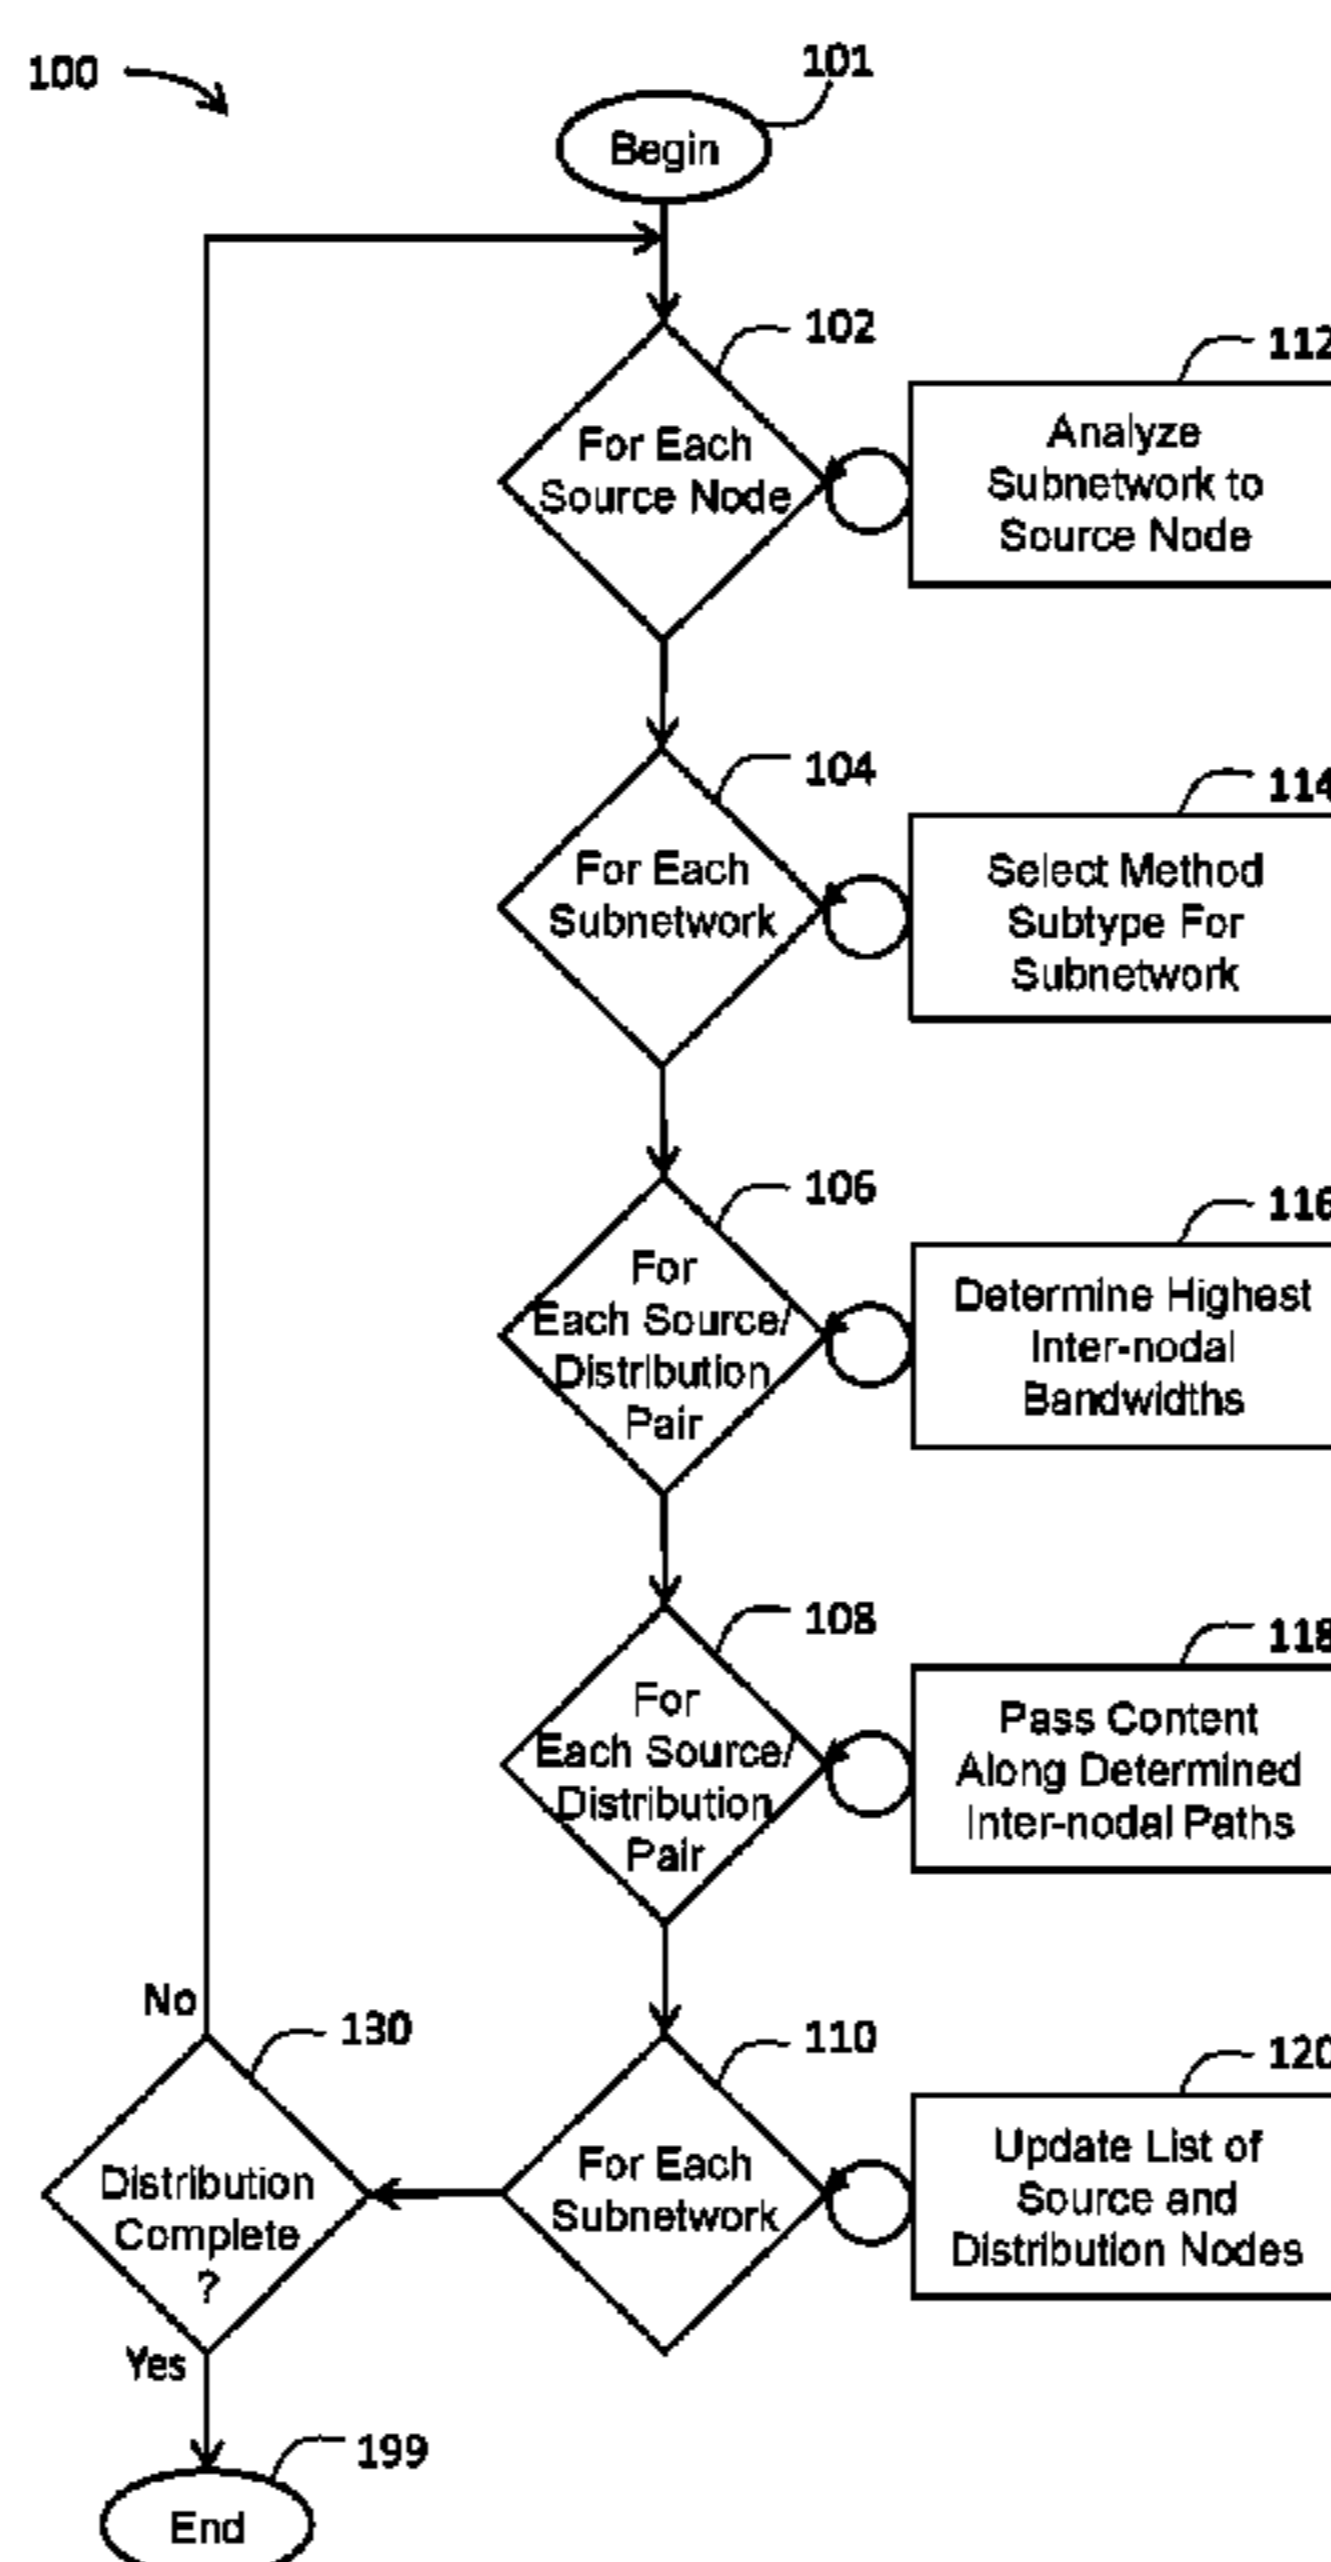 100
101
Begin
102
112
For Each
Source Node
Analyze
Subnetwork to
Source Node
104
114
For Each
Subnetwork
Select Method
Subtype For
Subnetwork
106
116
For
Each Source/
Distribution
Pair
Determine Highest
Inter-nodal
Bandwidths
108
118
For
Each Source/
Distribution
Pair
Pass Content
Along Determined
Inter-nodal Paths
No
130
110
120
Distribution
Complete
?
For Each
Subnetwork
Update List of
Source and
Distribution Nodes
Yes
199
End